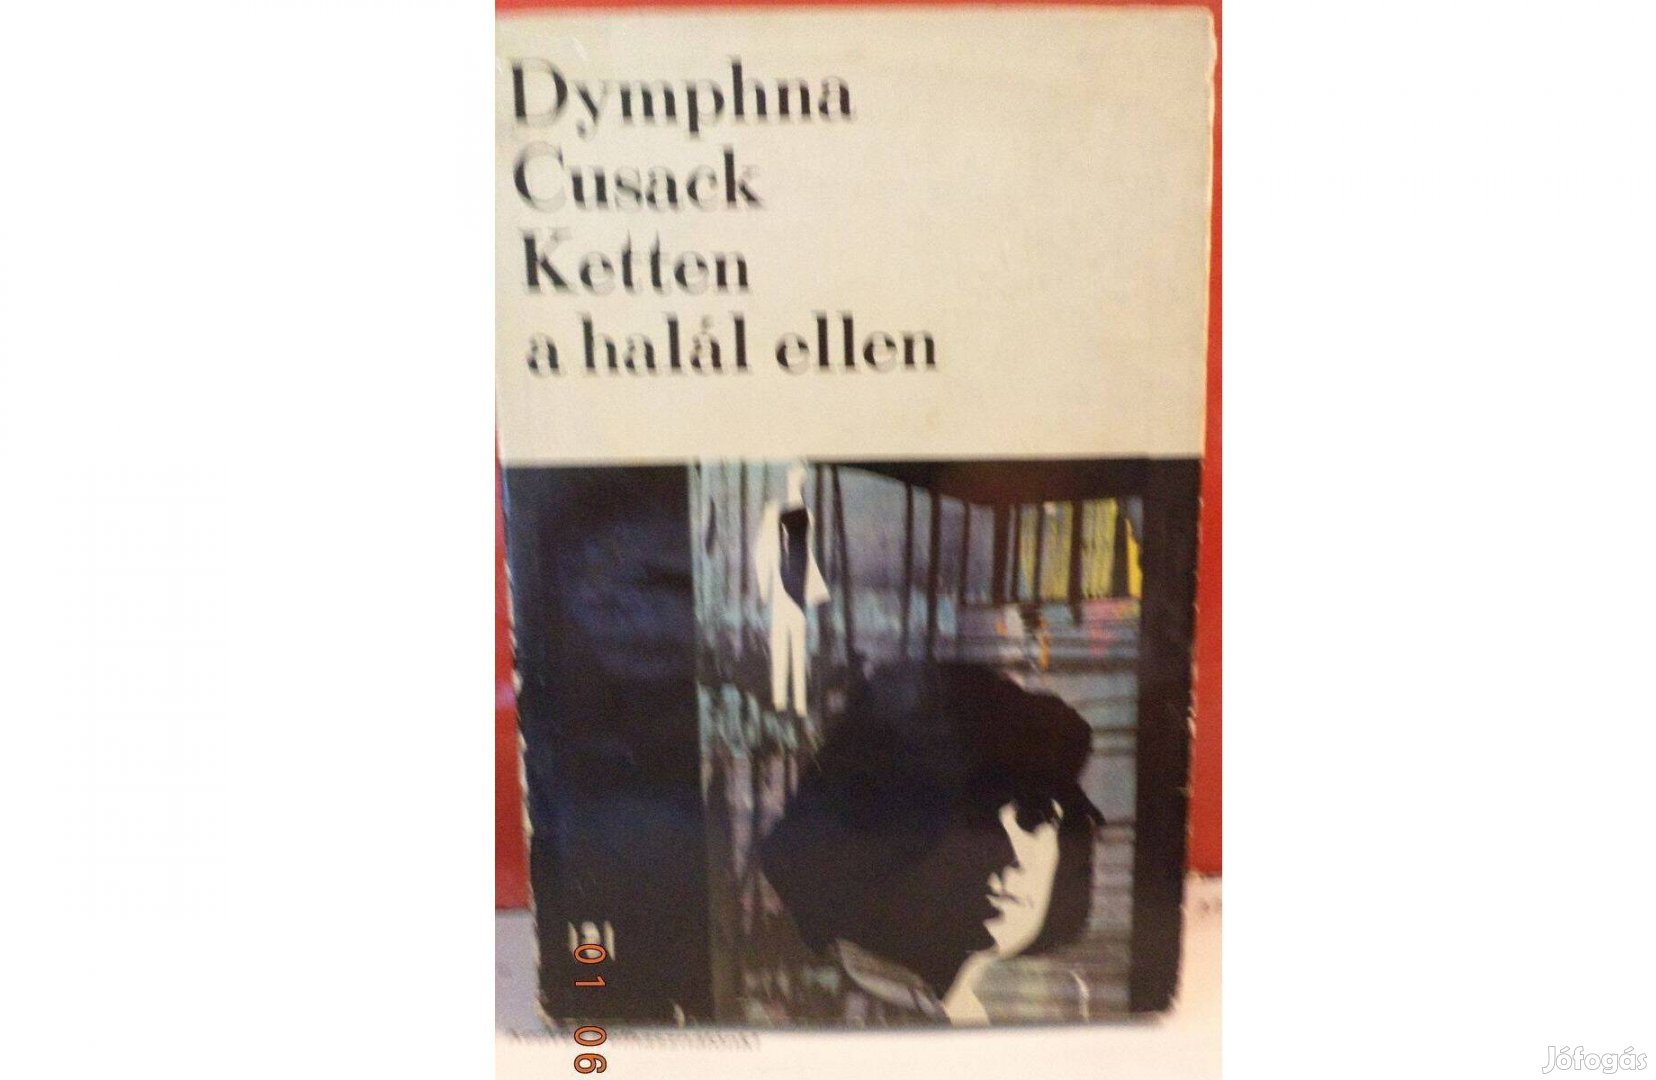 Dymphna
Cusack
Ketten
a halál ellen
01 06
Jófogás